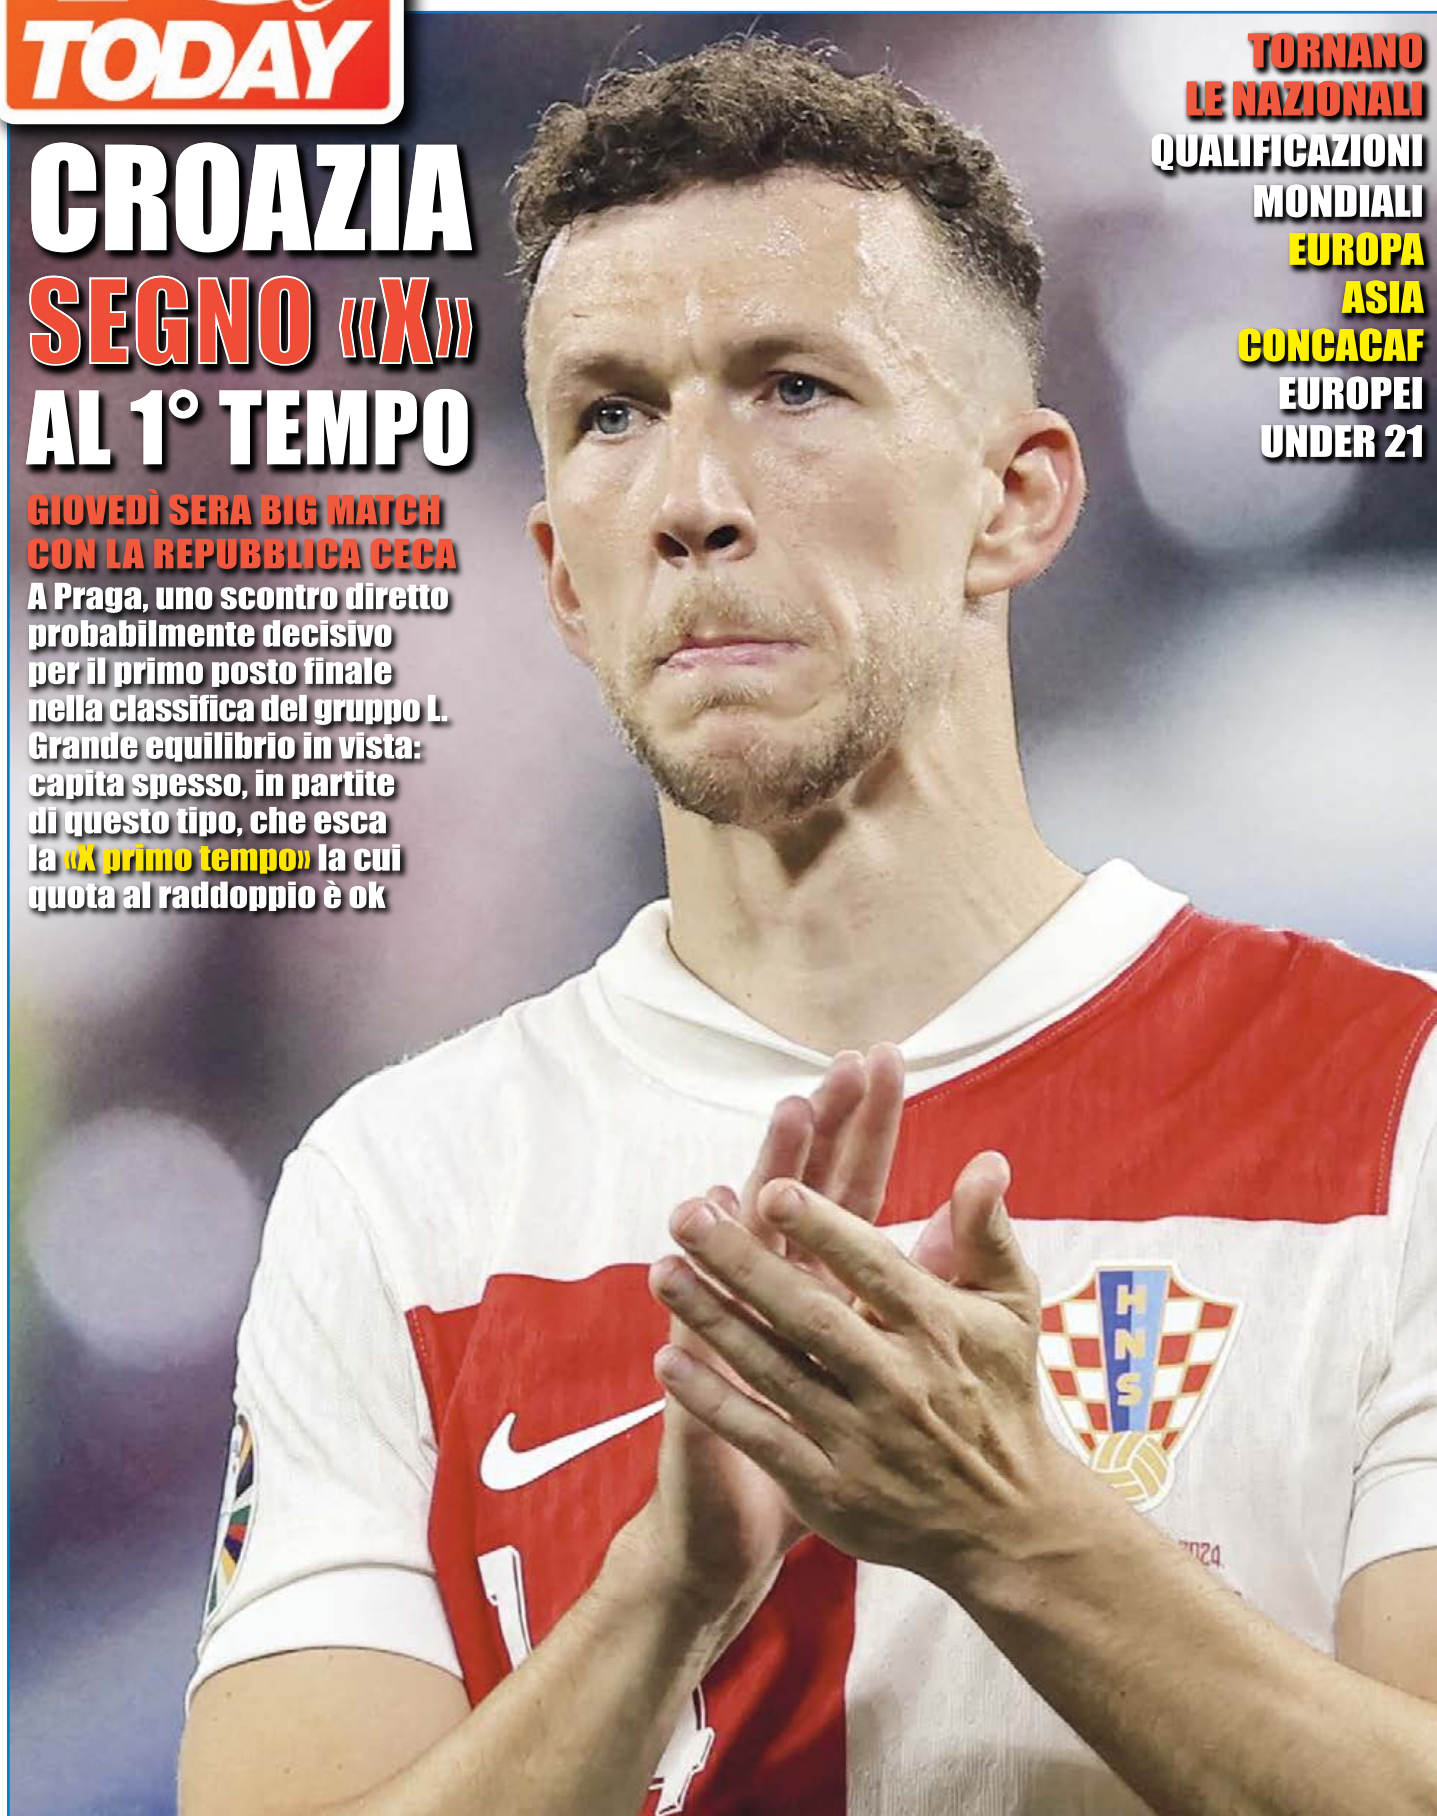 TODAY
CROAZIA
SEGNO «X»
AL 1° TEMPO
GIOVEDÌ SERA BIG MATCH
CON LA REPUBBLICA CECA
A Praga, uno scontro diretto
probabilmente decisivo
per il primo posto finale
nella classifica del gruppo L.
Grande equilibrio in vista:
capita spesso, in partite
di questo tipo, che esca
la «X primo tempo» la cui
quota al raddoppio è ok
TORNANO
LE NAZIONALI
QUALIFICAZIONI
MONDIALI
EUROPA
ASIA
CONCACAF
EUROPEI
UNDER 21
HNS
2024